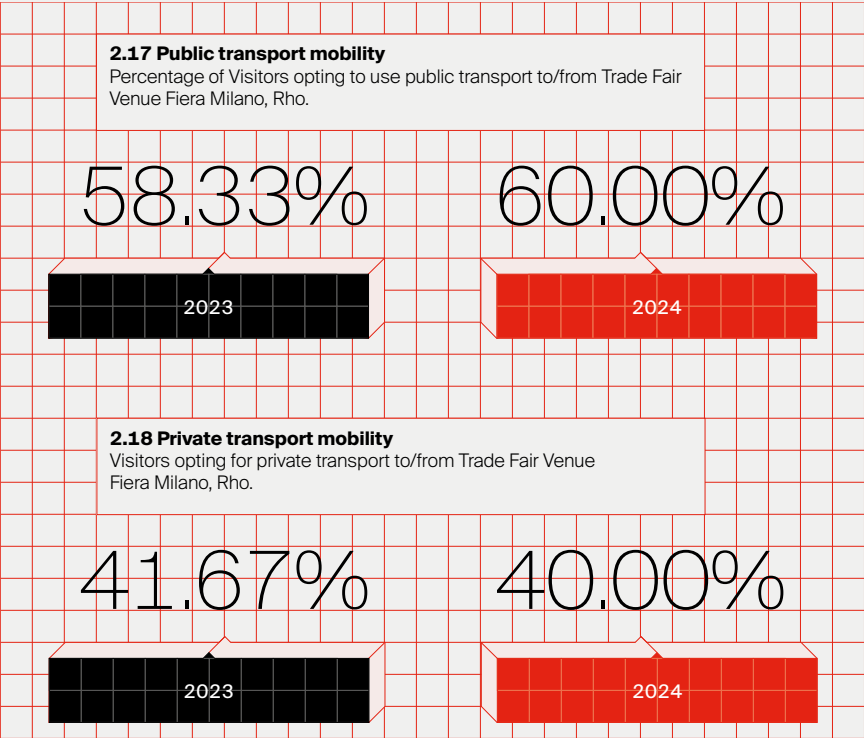 2.17 Public transport mobility
Percentage of Visitors opting to use public transport to/from Trade Fair
Venue Fiera Milano, Rho.
58.33% 60.00%
2023 2024
2.18 Private transport mobility
Visitors opting for private transport to/from Trade Fair Venue
Fiera Milano, Rho.
41.67% 40.00%
2023 2024